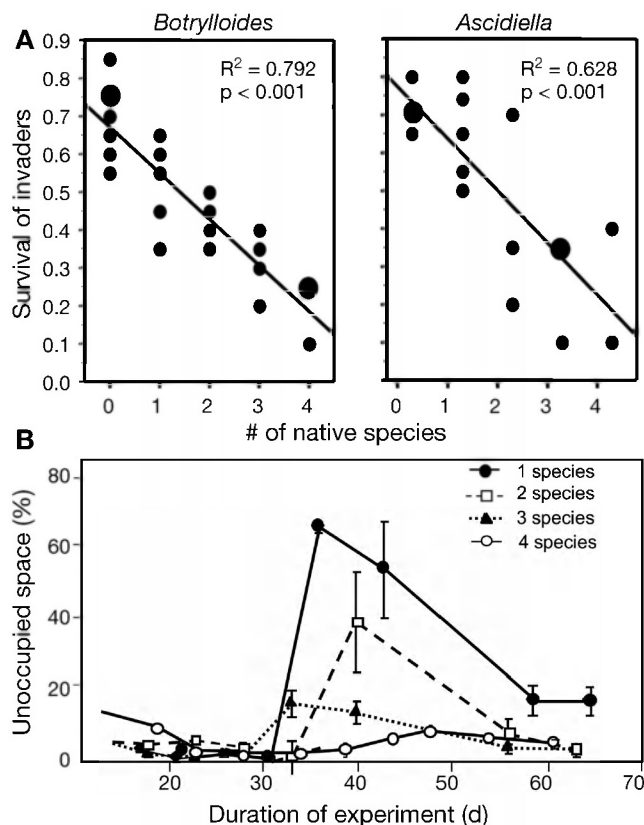 A
Botrylloides
Ascidiella
R² = 0.792
p < 0.001
R² = 0.628
p < 0.001
Survival of invaders
0.9
0.8
0.7
0.6
0.5
0.4
0.3
0.2
0.1
0.0
0 1 2 3 4
0 1 2 3 4
# of native species
B
1 species
2 species
3 species
4 species
Unoccupied space (%)
80
60
40
20
0
20 30 40 50 60 70
Duration of experiment (d)